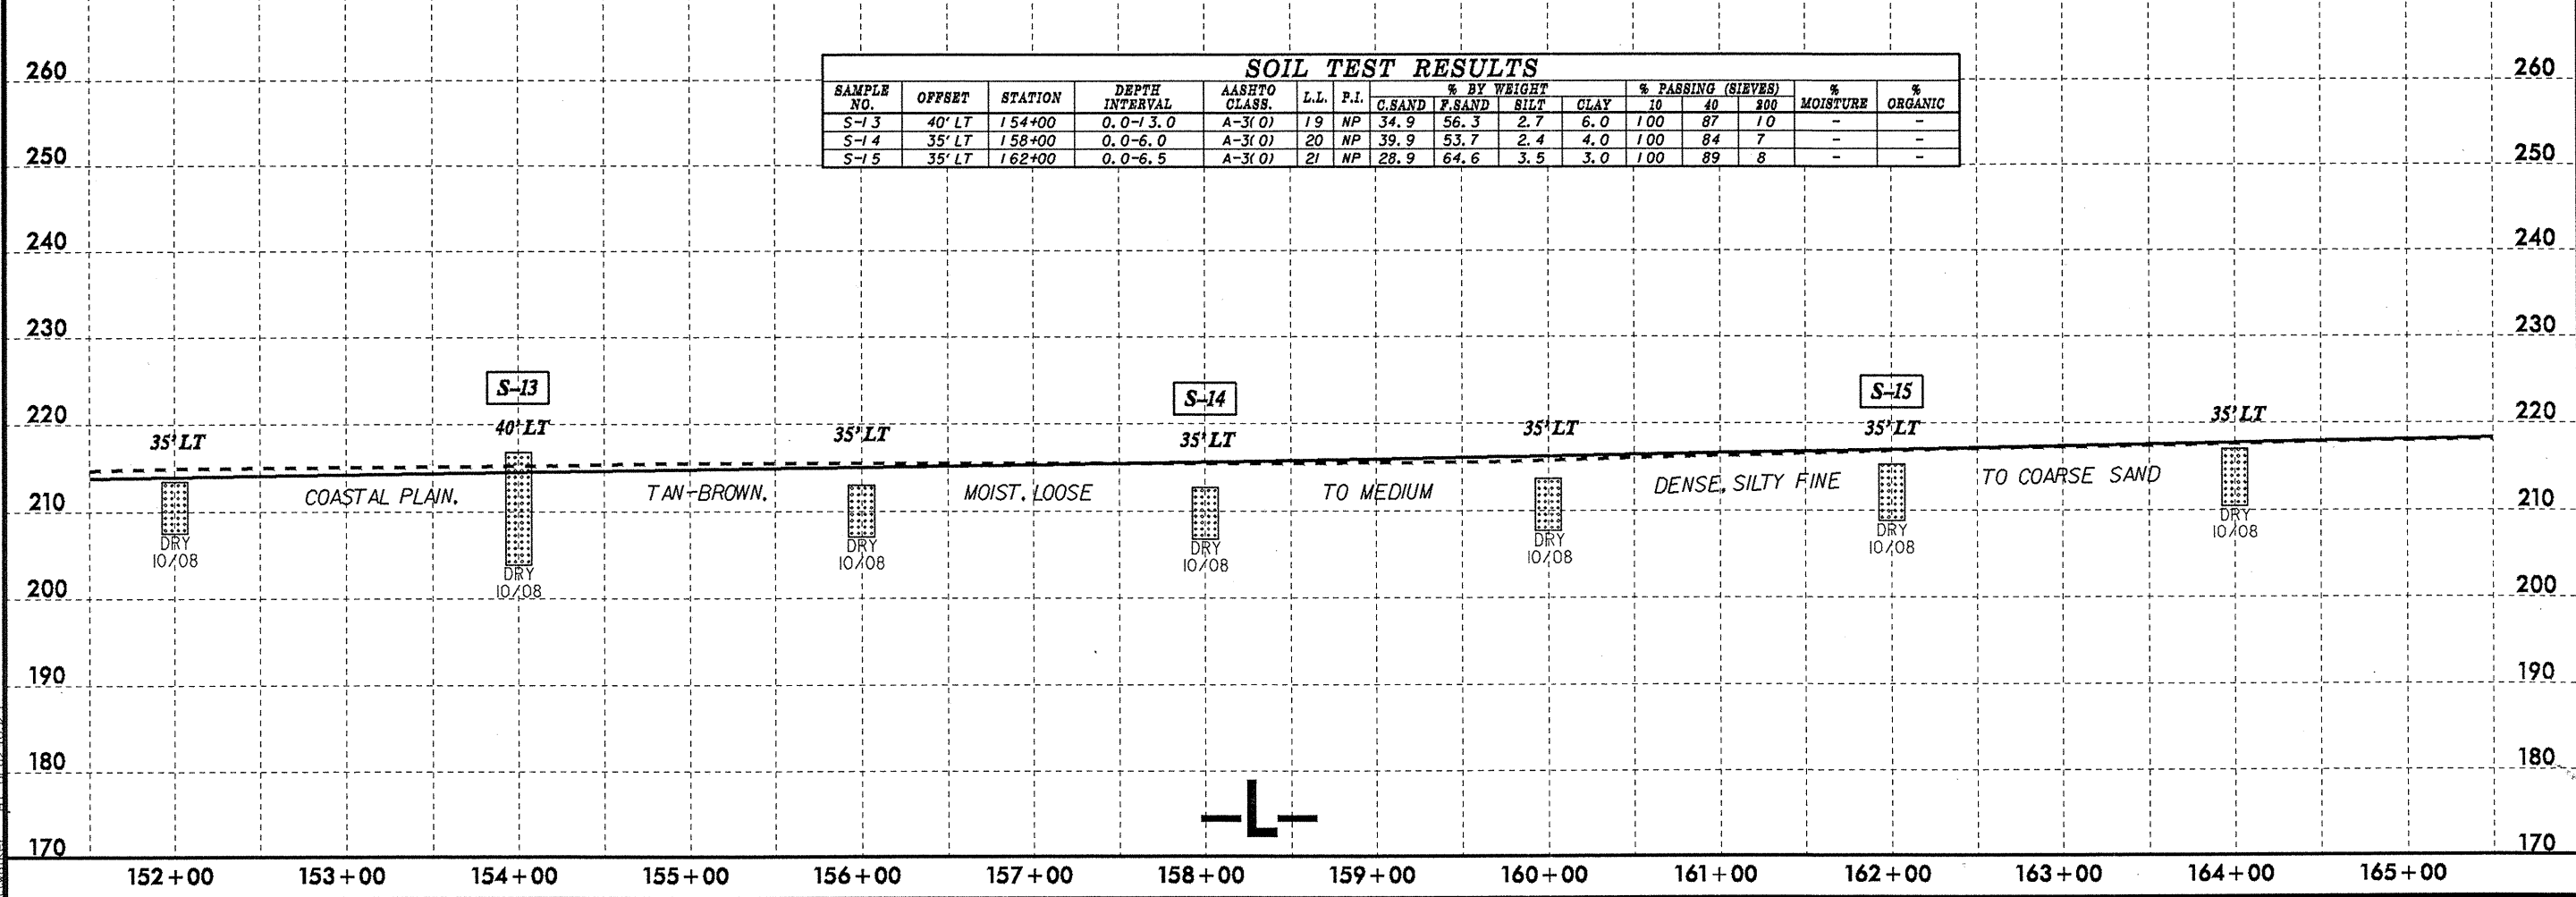 SOIL TEST RESULTS
SAMPLE NO. OFFSET STATION DEPTH INTERVAL AASHTO CLASS. L.L. P.I. % BY WEIGHT % PASSING (SIEVES) % MOISTURE % ORGANIC
C.SAND F.SAND SILT CLAY 10 40 200
S-13 40' LT 154+00 0.0-13.0 A-3(0) 19 NP 34.9 56.3 2.7 6.0 100 87 10 - -
S-14 35' LT 158+00 0.0-6.0 A-3(0) 20 NP 39.9 53.7 2.4 4.0 100 84 7 - -
S-15 35' LT 162+00 0.0-6.5 A-3(0) 21 NP 28.9 64.6 3.5 3.0 100 89 8 - -
260 260
250 250
240 240
230 230
220 220
210 210
200 200
190 190
180 180
170 170
S-13 S-14 S-15
35' LT 40' LT 35' LT 35' LT 35' LT 35' LT 35' LT
COASTAL PLAIN, TAN-BROWN, MOIST, LOOSE TO MEDIUM DENSE, SILTY FINE TO COARSE SAND
DRY DRY DRY DRY DRY DRY DRY
10/08 10/08 10/08 10/08 10/08 10/08 10/08
-L-
152+00 153+00 154+00 155+00 156+00 157+00 158+00 159+00 160+00 161+00 162+00 163+00 164+00 165+00